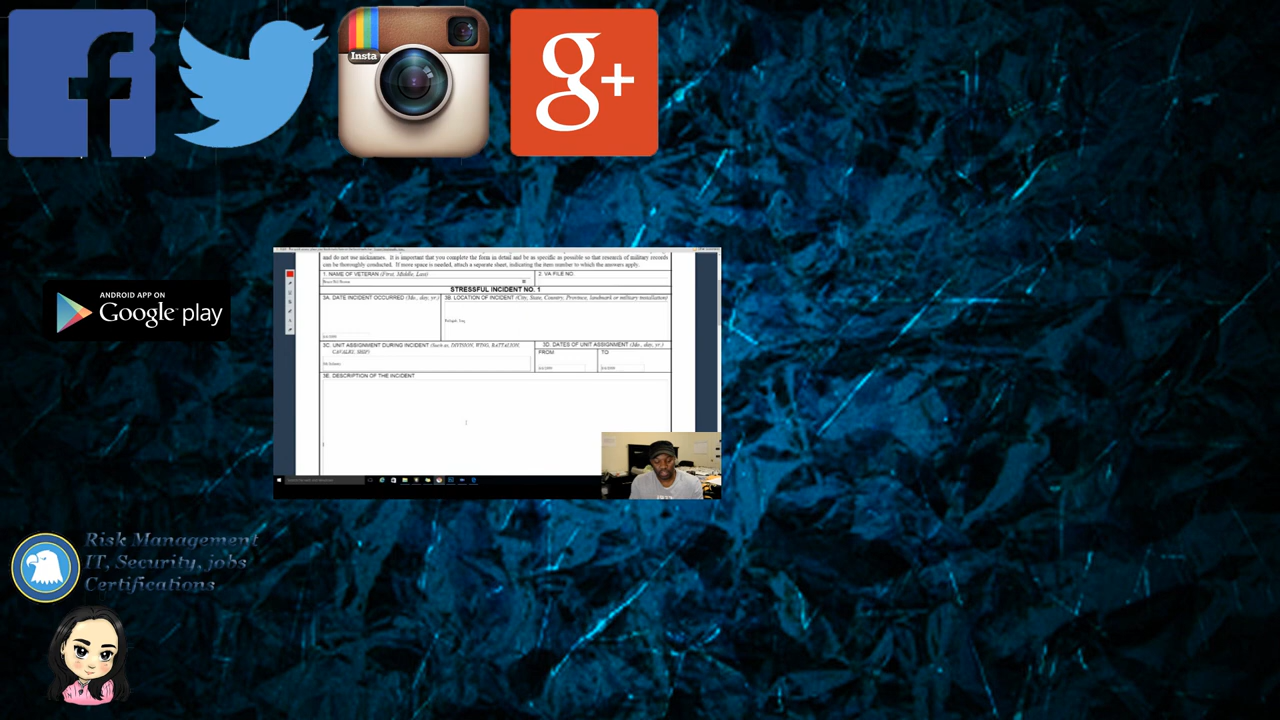 Insta
g+
ANDROID APP ON
Google play
and do not use nicknames. It is important that you complete the form in detail and be as specific as possible so that research of military records
can be thoroughly conducted. If more space is needed, attach a separate sheet, indicating the item number to which the answers apply.
1. NAME OF VETERAN (First, Middle, Last)
2. VA FILE NO.
STRESSFUL INCIDENT NO. 1
3A. DATE INCIDENT OCCURRED (Mo., day, yr.)
3B. LOCATION OF INCIDENT (City, State, Country, Province, landmark or military installation)
3C. UNIT ASSIGNMENT DURING INCIDENT (Such as, DIVISION, WING, BATTALION,
CAVALRY, SHIP)
3D. DATES OF UNIT ASSIGNMENT (Mo., day, yr.)
FROM
TO
3E. DESCRIPTION OF THE INCIDENT
Risk Management
IT, Security, jobs
Certifications